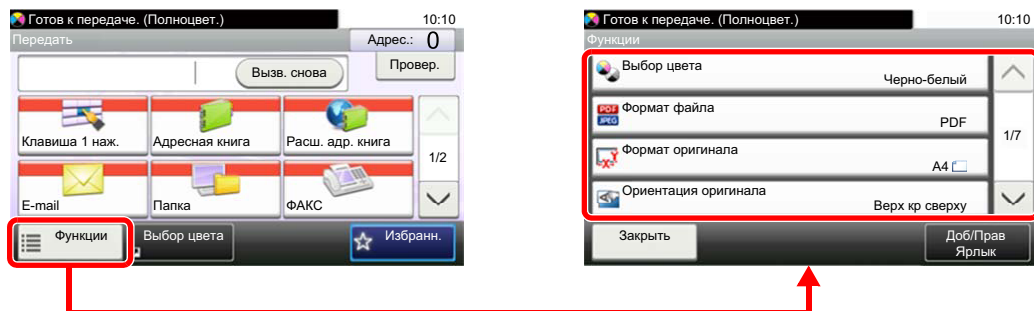 Готов к передаче. (Полноцвет.)
10:10
Передать
Адрес.: 0
Вызв. снова
Провер.
Клавиша 1 наж.
Адресная книга
Расш. адр. книга
1/2
E-mail
Папка
ФАКС
Функции
Выбор цвета
Избранн.
Готов к передаче. (Полноцвет.)
10:10
Функции
Выбор цвета
Черно-белый
PDF
JPEG
Формат файла
PDF
1/7
Формат оригинала
A4
Ориентация оригинала
Верх кр сверху
Закрыть
Доб/Прав
Ярлык